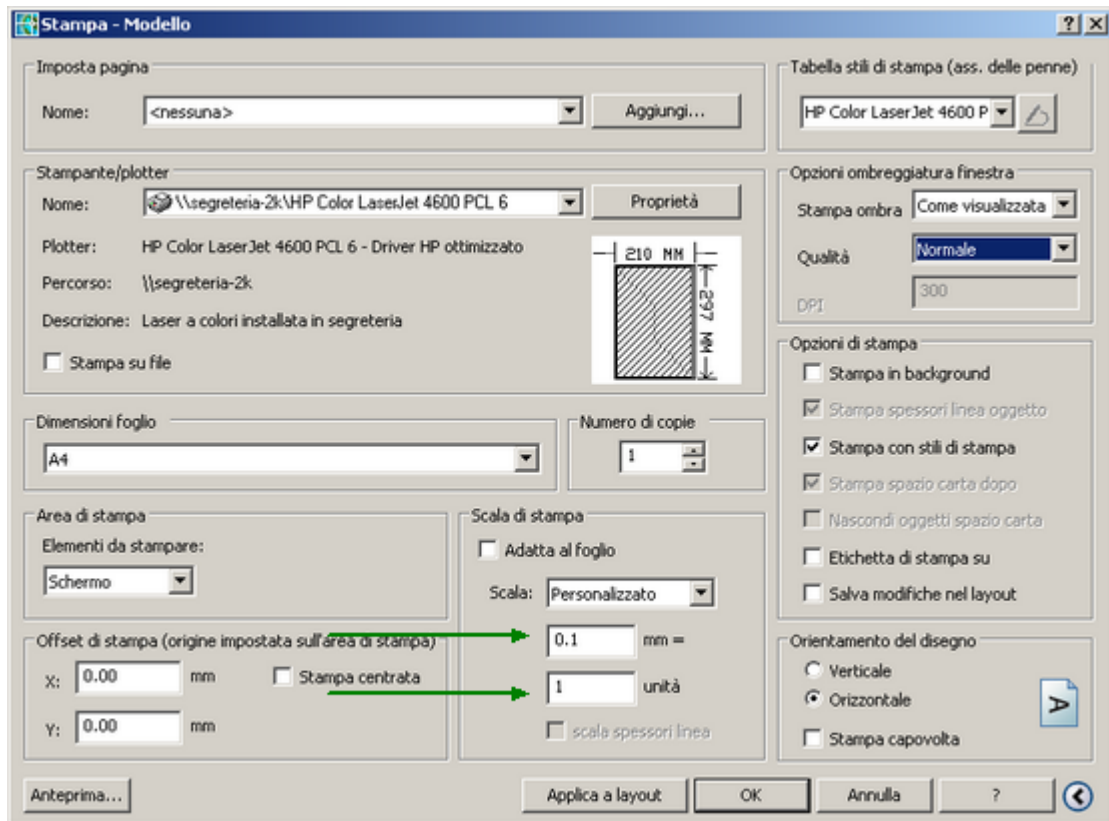 Stampa - Modello
Imposta pagina
Nome: <nessuna> Aggiungi...
Tabella stili di stampa (ass. delle penne)
HP Color LaserJet 4600 P
Stampante/plotter
Nome: \\segreteria-2k\HP Color LaserJet 4600 PCL 6 Proprietà
Plotter: HP Color LaserJet 4600 PCL 6 - Driver HP ottimizzato
Percorso: \\segreteria-2k
Descrizione: Laser a colori installata in segreteria
Stampa su file
210 MM
297 MM
Opzioni ombreggiatura finestra
Stampa ombra Come visualizzata
Qualità Normale
DPI 300
Dimensioni foglio
A4
Numero di copie
1
Opzioni di stampa
Stampa in background
Stampa spessori linea oggetto
Stampa con stili di stampa
Stampa spazio carta dopo
Nascondi oggetti spazio carta
Etichetta di stampa su
Salva modifiche nel layout
Area di stampa
Elementi da stampare:
Schermo
Scala di stampa
Adatta al foglio
Scala: Personalizzato
0.1 mm =
1 unità
scala spessori linea
Offset di stampa (origine impostata sull'area di stampa)
X: 0.00 mm Stampa centrata
Y: 0.00 mm
Orientamento del disegno
Verticale
Orizzontale
Stampa capovolta
A
Anteprima... Applica a layout OK Annulla ?